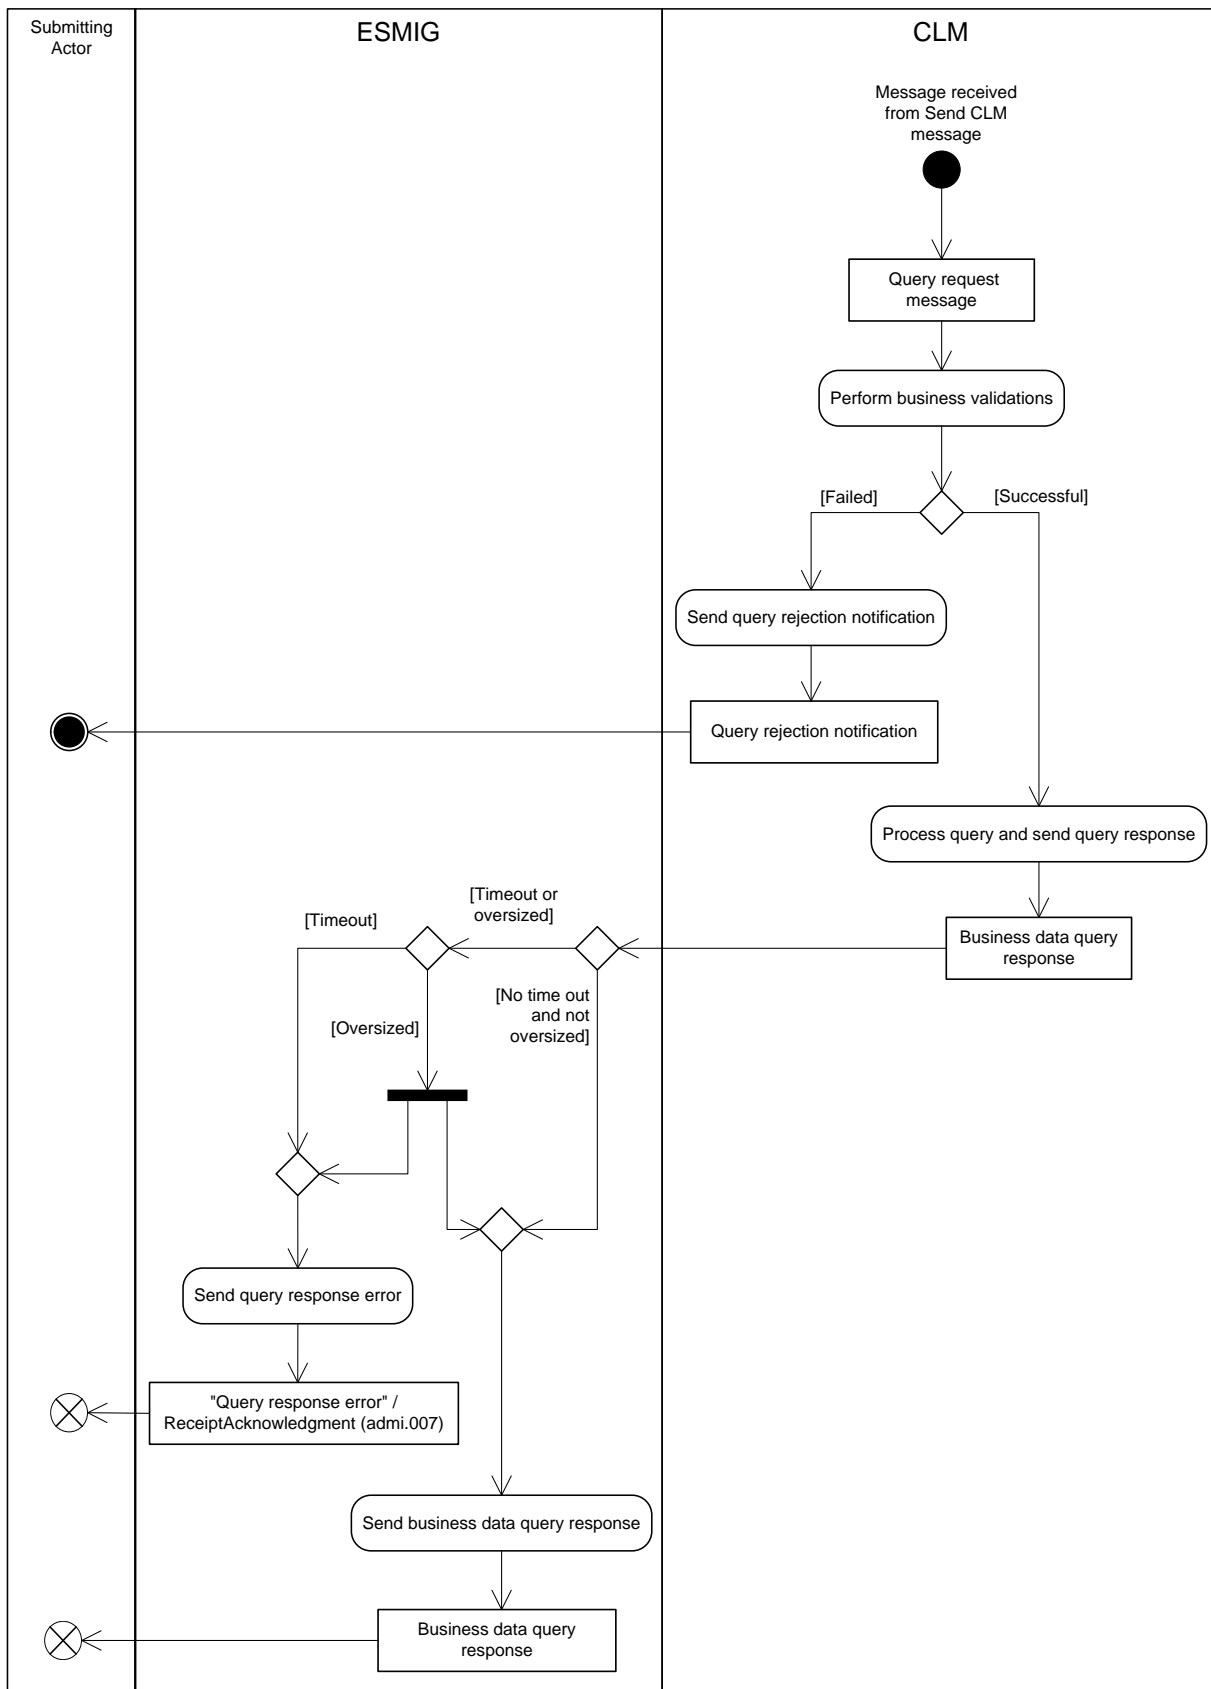 Submitting
Actor
ESMIG
CLM
Message received
from Send CLM
message
Query request
message
Perform business validations
[Failed]
[Successful]
Send query rejection notification
Query rejection notification
Process query and send query response
[Timeout or
oversized]
[Timeout]
Business data query
response
[No time out
and not
oversized]
[Oversized]
Send query response error
"Query response error" /
ReceiptAcknowledgment (admi.007)
Send business data query response
Business data query
response